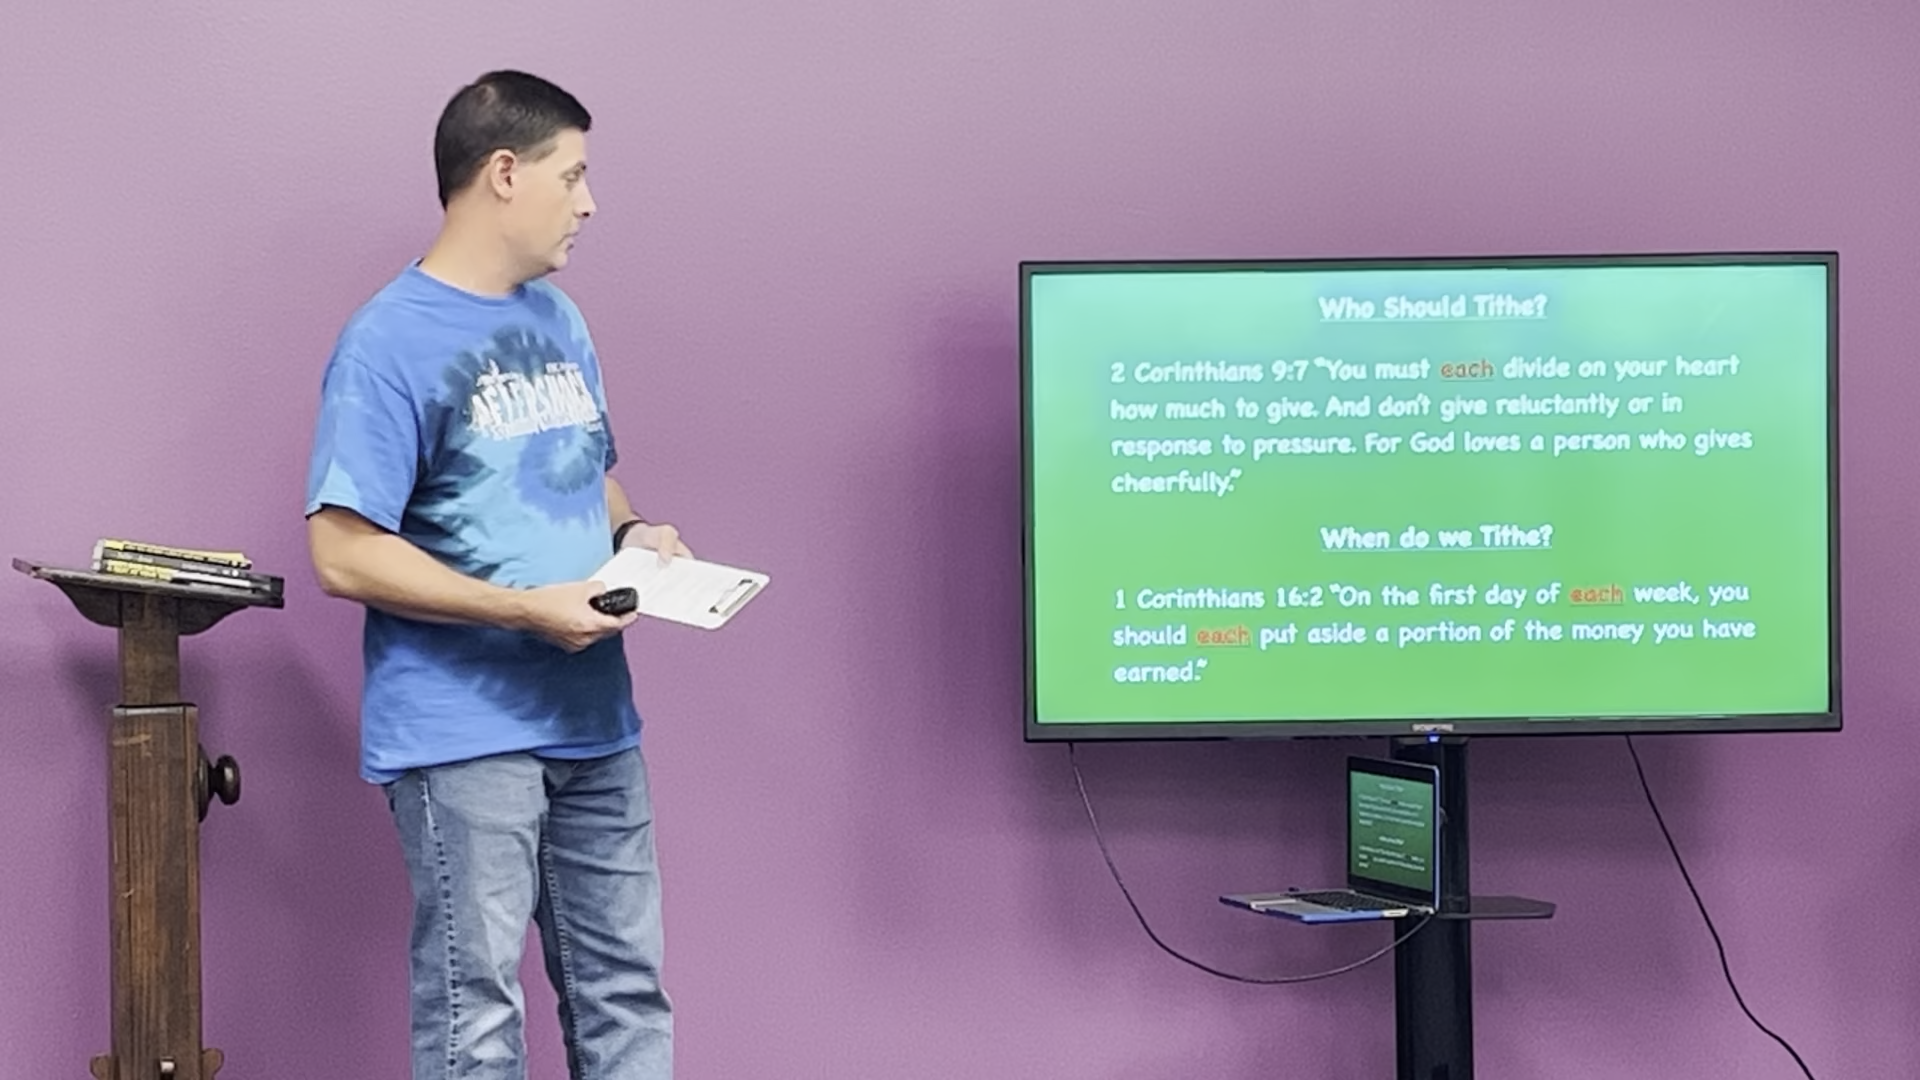 AFTERSHOCK
Who Should Tithe?
2 Corinthians 9:7 "You must each divide on your heart
how much to give. And don't give reluctantly or in
response to pressure. For God loves a person who gives
cheerfully."
When do we Tithe?
1 Corinthians 16:2 "On the first day of each week, you
should each put aside a portion of the money you have
earned."